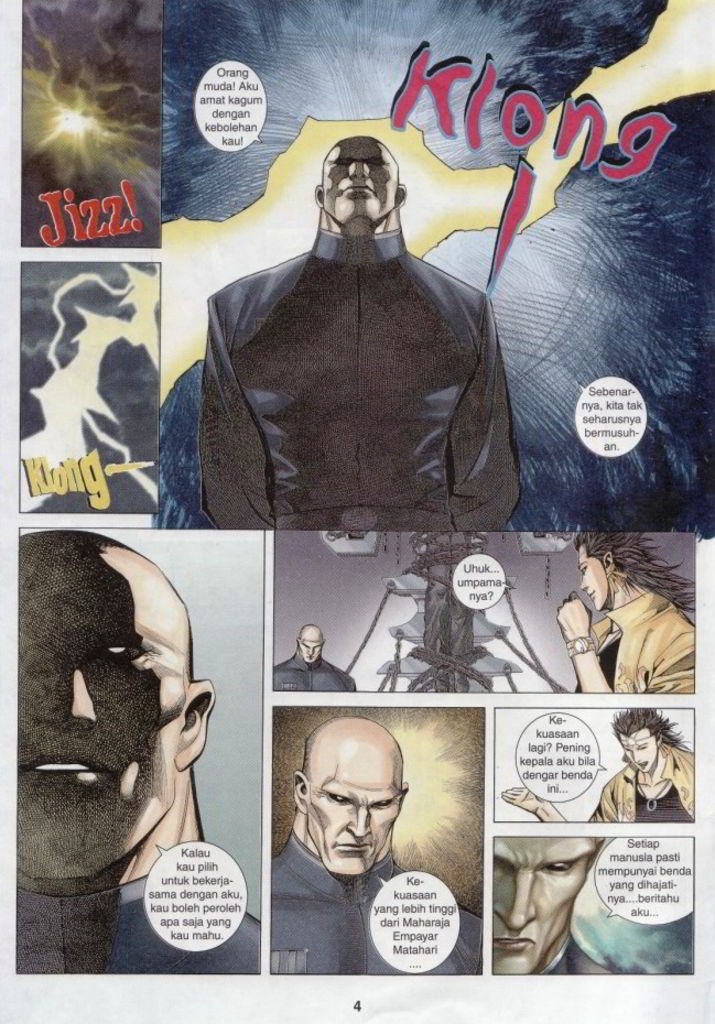 Jizz!
Orang
muda! Aku
amat kagum
dengan
kebolehan
kau!
Klong
Klong
Sebenar-
nya, kita tak
seharusnya
bermusuh-
an.
Kalau
kau pilih
untuk bekerja-
sama dengan aku,
kau boleh peroleh
apa saja yang
kau mahu.
Uhuk...
umpama-
nya?
Ke-
kuasaan
yang lebih tinggi
dari Maharaja
Empayar
Matahari
....
Ke-
kuasaan
lagi? Pening
kepala aku bila
dengar benda
ini...
Setiap
manusia pasti
mempunyai benda
yang dihajati-
nya....beritahu
aku...
4